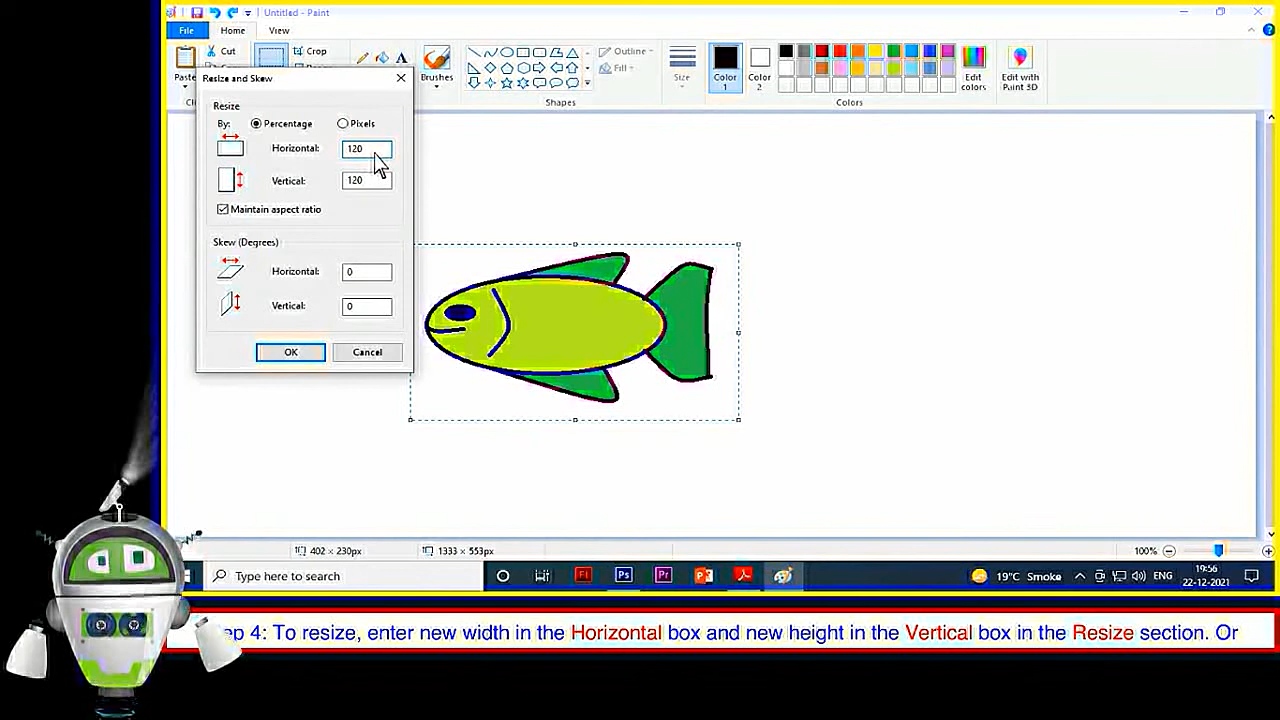 Untitled - Paint
File Home View
Cut
Crop
Paste
Brushes
Outline
Fill
Shapes
Size
Color 1
Color 2
Edit colors
Edit with Paint 3D
Colors
Resize and Skew
Resize
By: Percentage Pixels
Horizontal: 120
Vertical: 120
Maintain aspect ratio
Skew (Degrees)
Horizontal: 0
Vertical: 0
OK Cancel
402 × 230px 1333 × 553px 100%
Type here to search
Fl Ps Pr P
19°C Smoke
ENG
19:56
22-12-2021
4: To resize, enter new width in the Horizontal box and new height in the Vertical box in the Resize section. Or